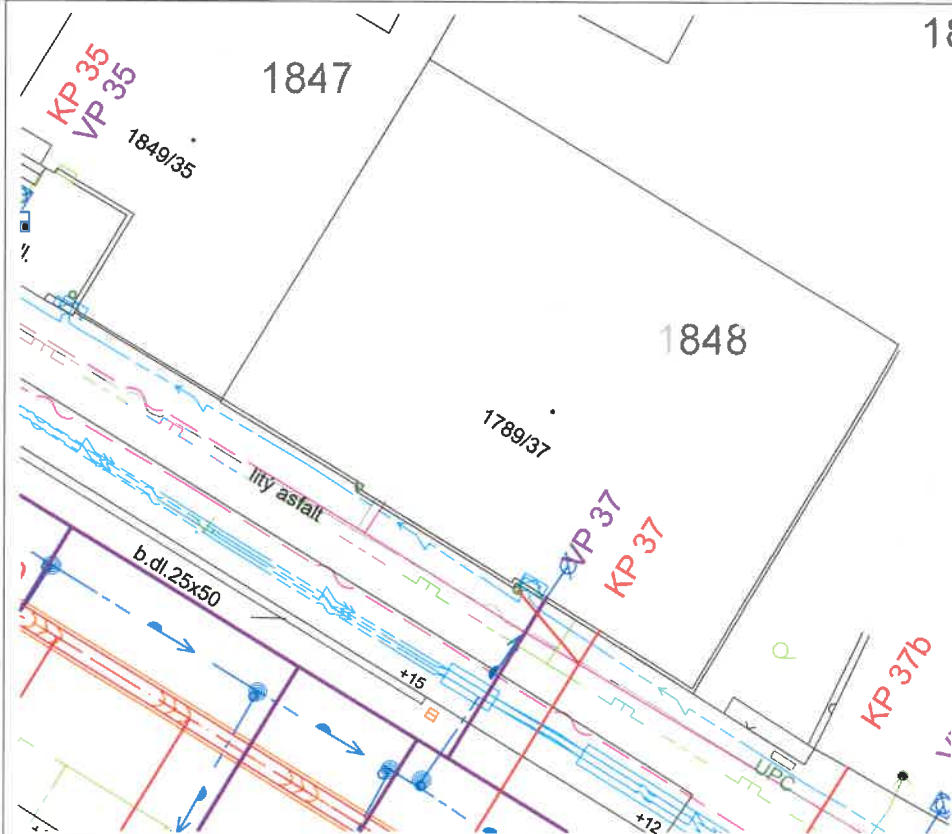 1847
KP 35
VP 35
1849/35
1848
1789/37
lity asfalt
VP 37
KP 37
b.dl.25x50
+15
KP 37b
UPC
+12